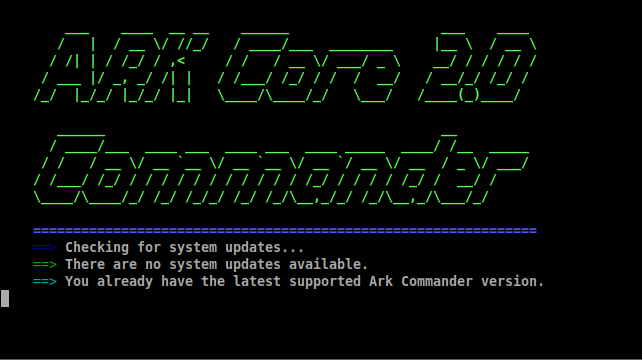 ARK Core 2.0
Commander
==> Checking for system updates...
==> There are no system updates available.
==> You already have the latest supported Ark Commander version.